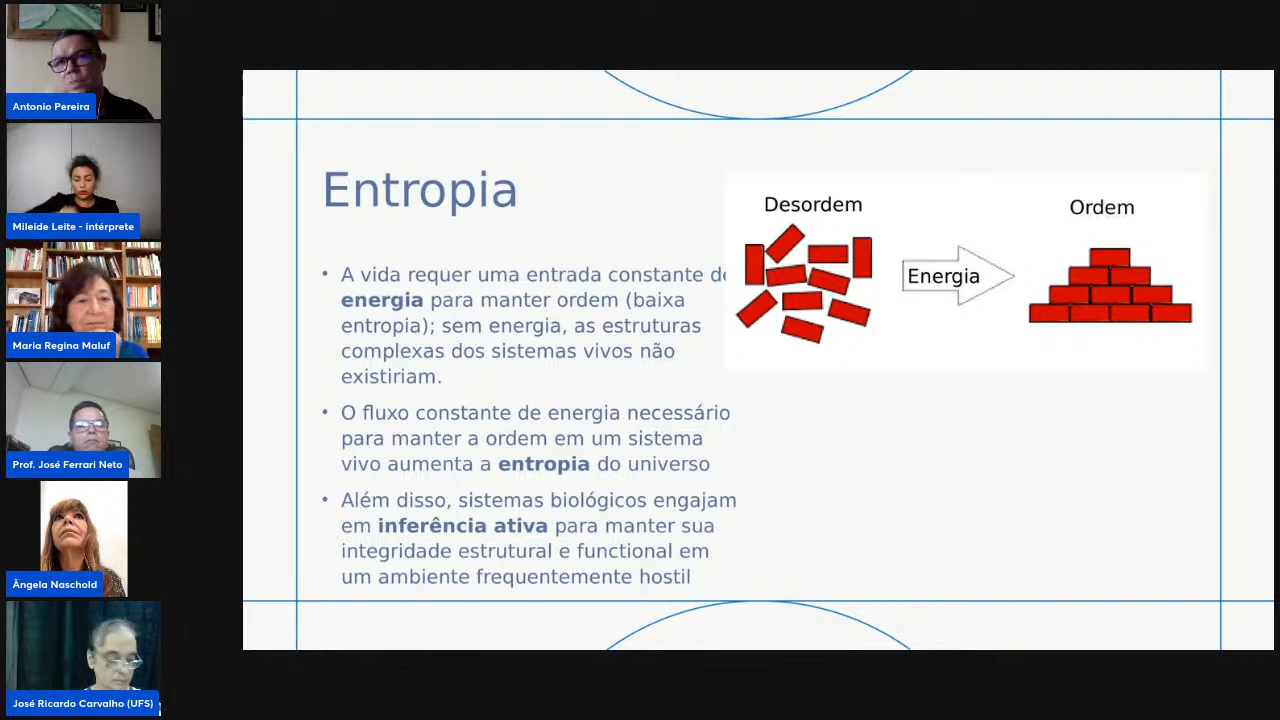 Antonio Pereira
Mileide Leite - intérprete
Maria Regina Maluf
Prof. José Ferrari Neto
Ângela Naschold
José Ricardo Carvalho (UFS)
Entropia
• A vida requer uma entrada constante de
energia para manter ordem (baixa
entropia); sem energia, as estruturas
complexas dos sistemas vivos não
existiriam.
• O fluxo constante de energia necessário
para manter a ordem em um sistema
vivo aumenta a entropia do universo
• Além disso, sistemas biológicos engajam
em inferência ativa para manter sua
integridade estrutural e functional em
um ambiente frequentemente hostil
Desordem
Energia
Ordem